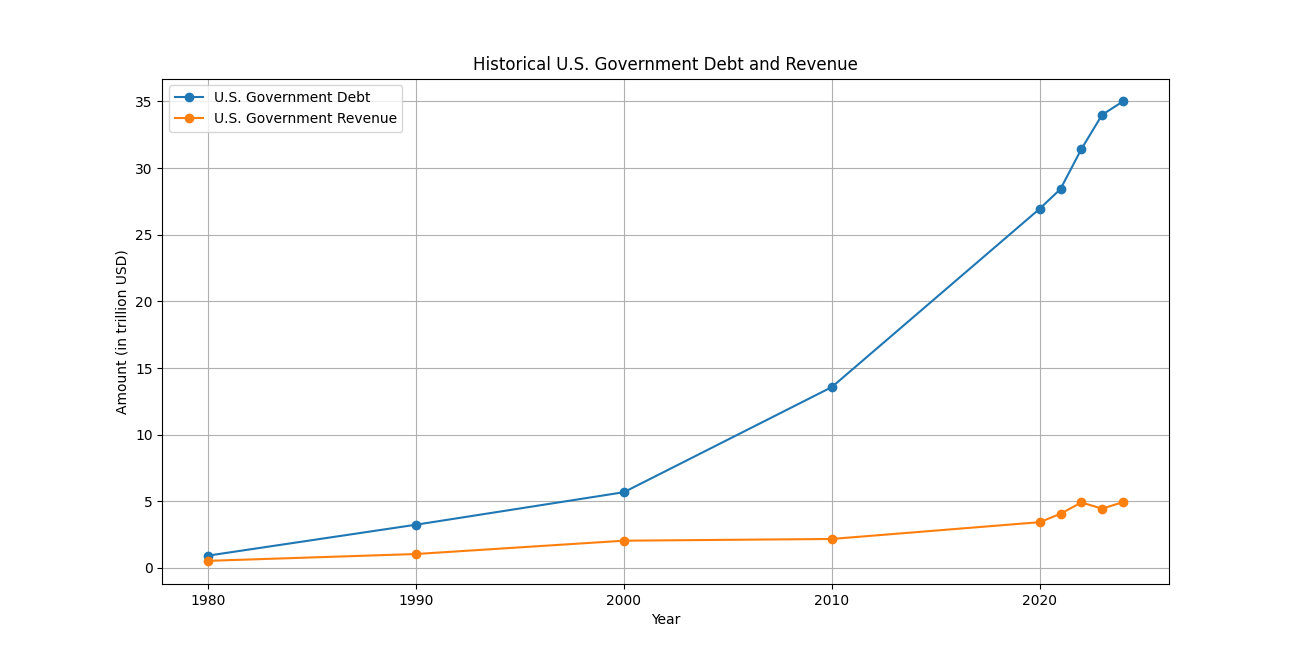 Historical U.S. Government Debt and Revenue
U.S. Government Debt
U.S. Government Revenue
35
30
25
20
15
10
5
0
Amount (in trillion USD)
1980 1990 2000 2010 2020
Year